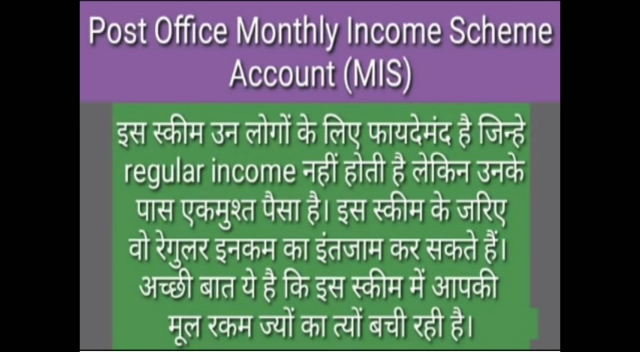 Post Office Monthly Income Scheme
Account (MIS)
इस स्कीम उन लोगों के लिए फायदेमंद है जिन्हे
regular income नहीं होती है लेकिन उनके
पास एकमुश्त पैसा है। इस स्कीम के जरिए
वो रेगुलर इनकम का इंतजाम कर सकते हैं।
अच्छी बात ये है कि इस स्कीम में आपकी
मूल रकम ज्यों का त्यों बची रही है।